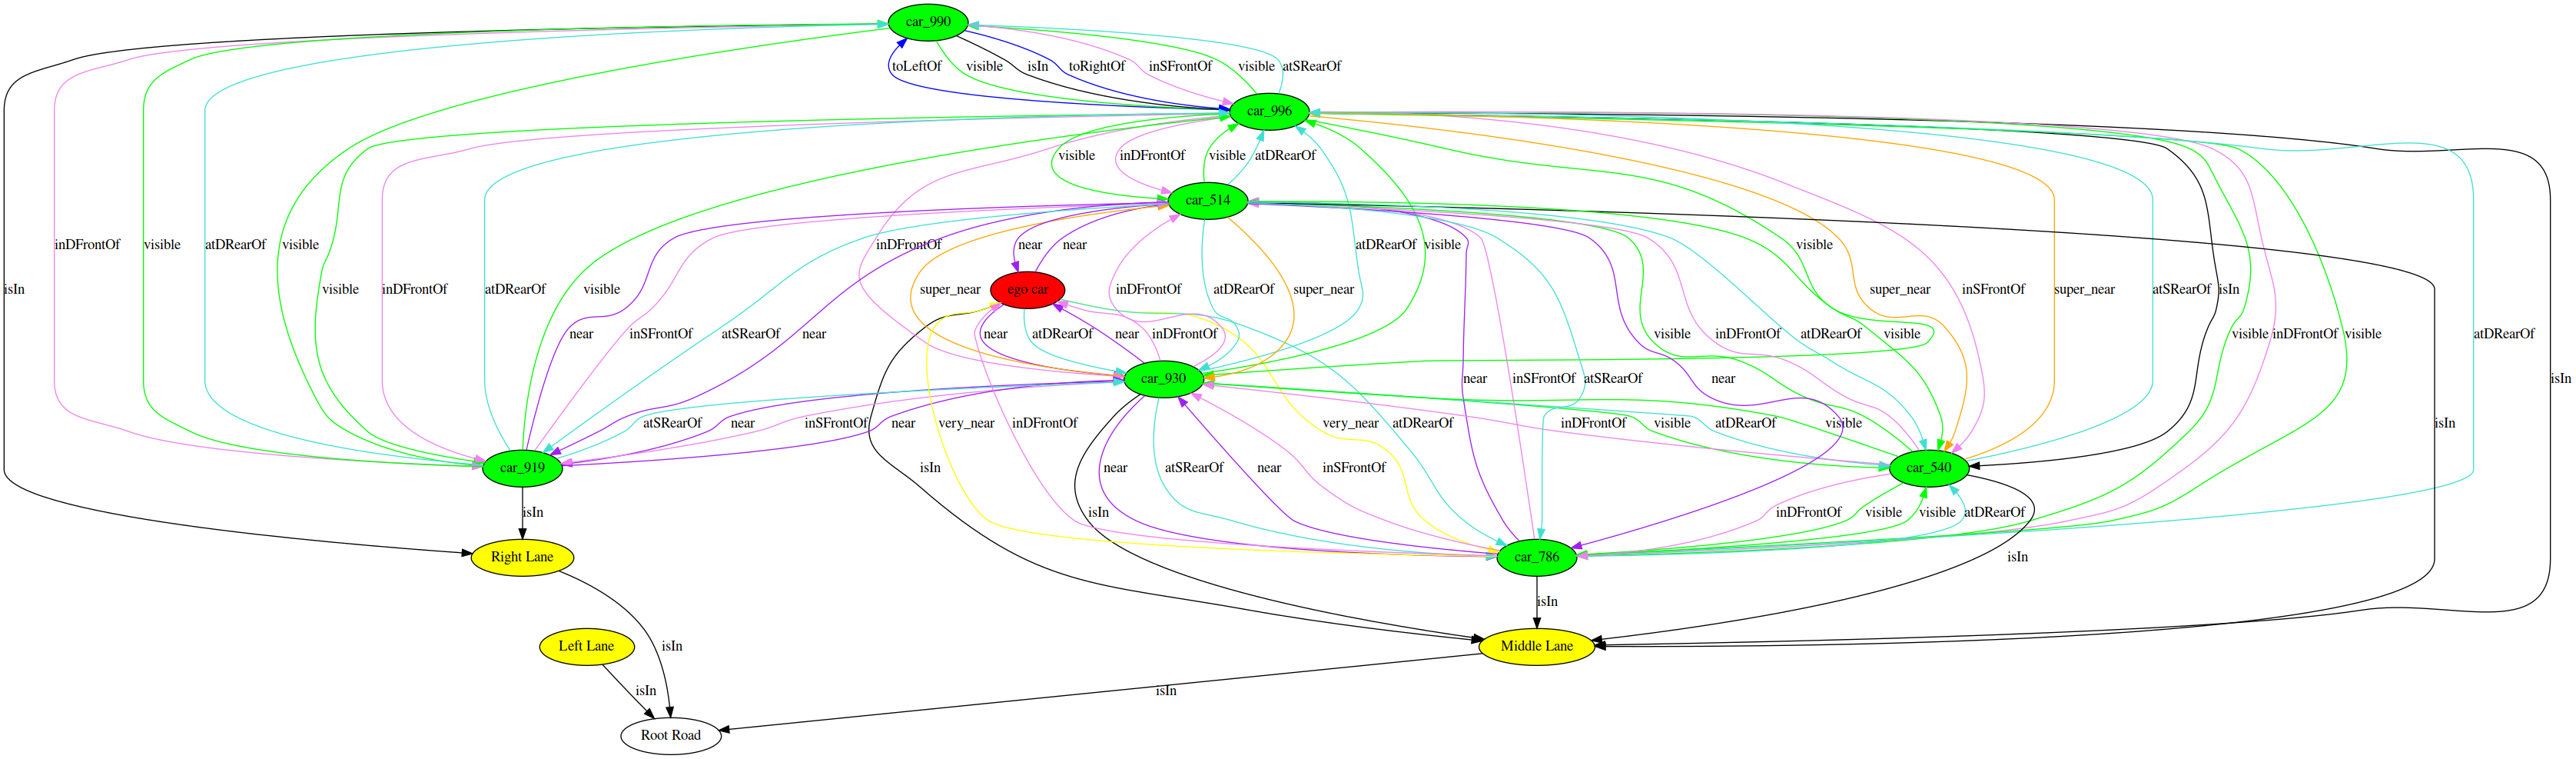 car_990
toLeftOf visible isIn toRightOf inSFrontOf visible atSRearOf
car_996
visible inDFrontOf visible atDRearOf
car_514
inDFrontOf visible atDRearOf visible inDFrontOf atDRearOf visible near near inDFrontOf atDRearOf visible visible
isIn visible inDFrontOf atDRearOf visible super_near ego car inDFrontOf atDRearOf super_near super_near inSFrontOf super_near atSRearOf isIn
near inSFrontOf atSRearOf near near atDRearOf near inDFrontOf visible inDFrontOf atDRearOf visible visible inDFrontOf visible atDRearOf
car_930 near inSFrontOf atSRearOf near isIn
atSRearOf near inSFrontOf near very_near inDFrontOf very_near atDRearOf inDFrontOf visible atDRearOf visible isIn
car_919 isIn near atSRearOf near inSFrontOf car_540
isIn isIn inDFrontOf visible visible atDRearOf
Right Lane car_786 isIn
isIn
Left Lane isIn Middle Lane
isIn isIn
Root Road